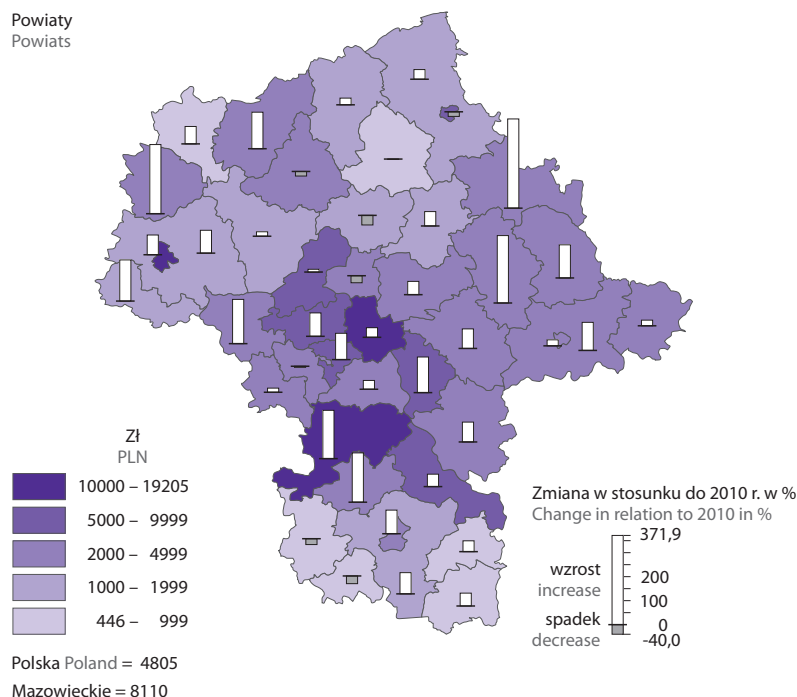 Powiaty
Powiats
Zł
PLN
10000 – 19205
5000 – 9999
2000 – 4999
1000 – 1999
446 – 999
Polska Poland = 4805
Mazowieckie = 8110
Zmiana w stosunku do 2010 r. w %
Change in relation to 2010 in %
371,9
wzrost
increase
200
100
spadek
decrease
0
-40,0